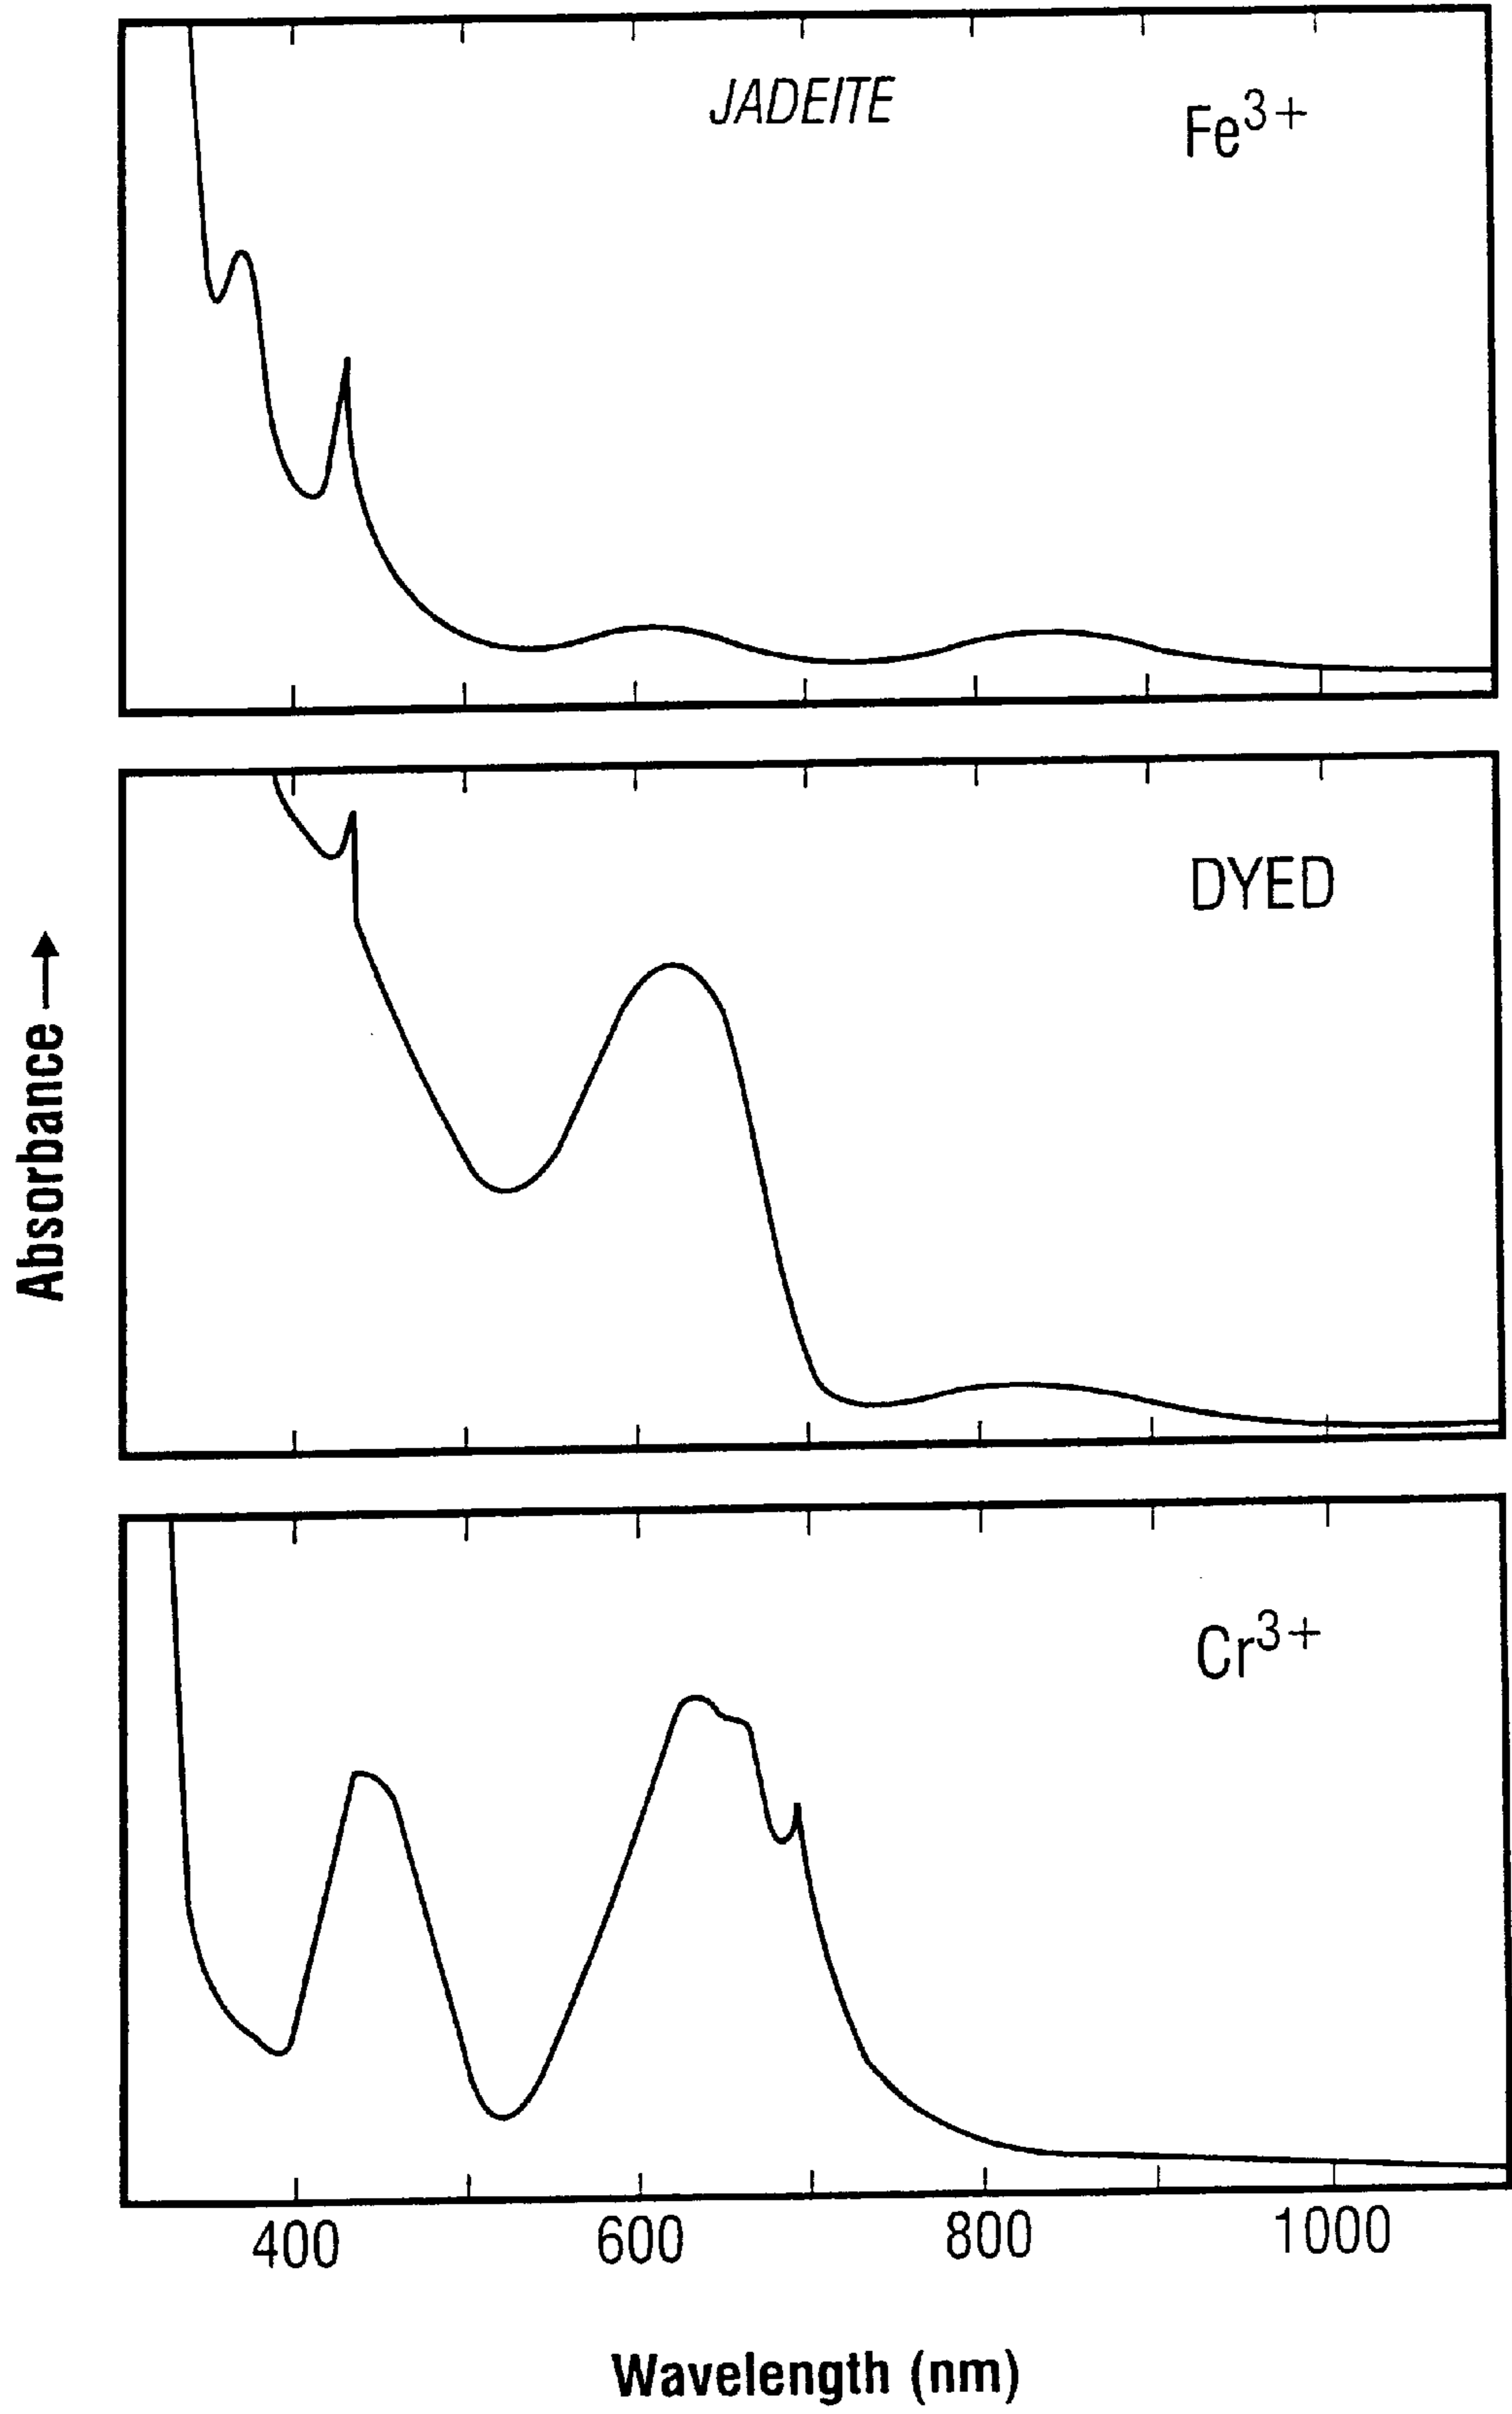 JADEITE
Fe3+
DYED
Absorbance →
Cr3+
400 600 800 1000
Wavelength (nm)